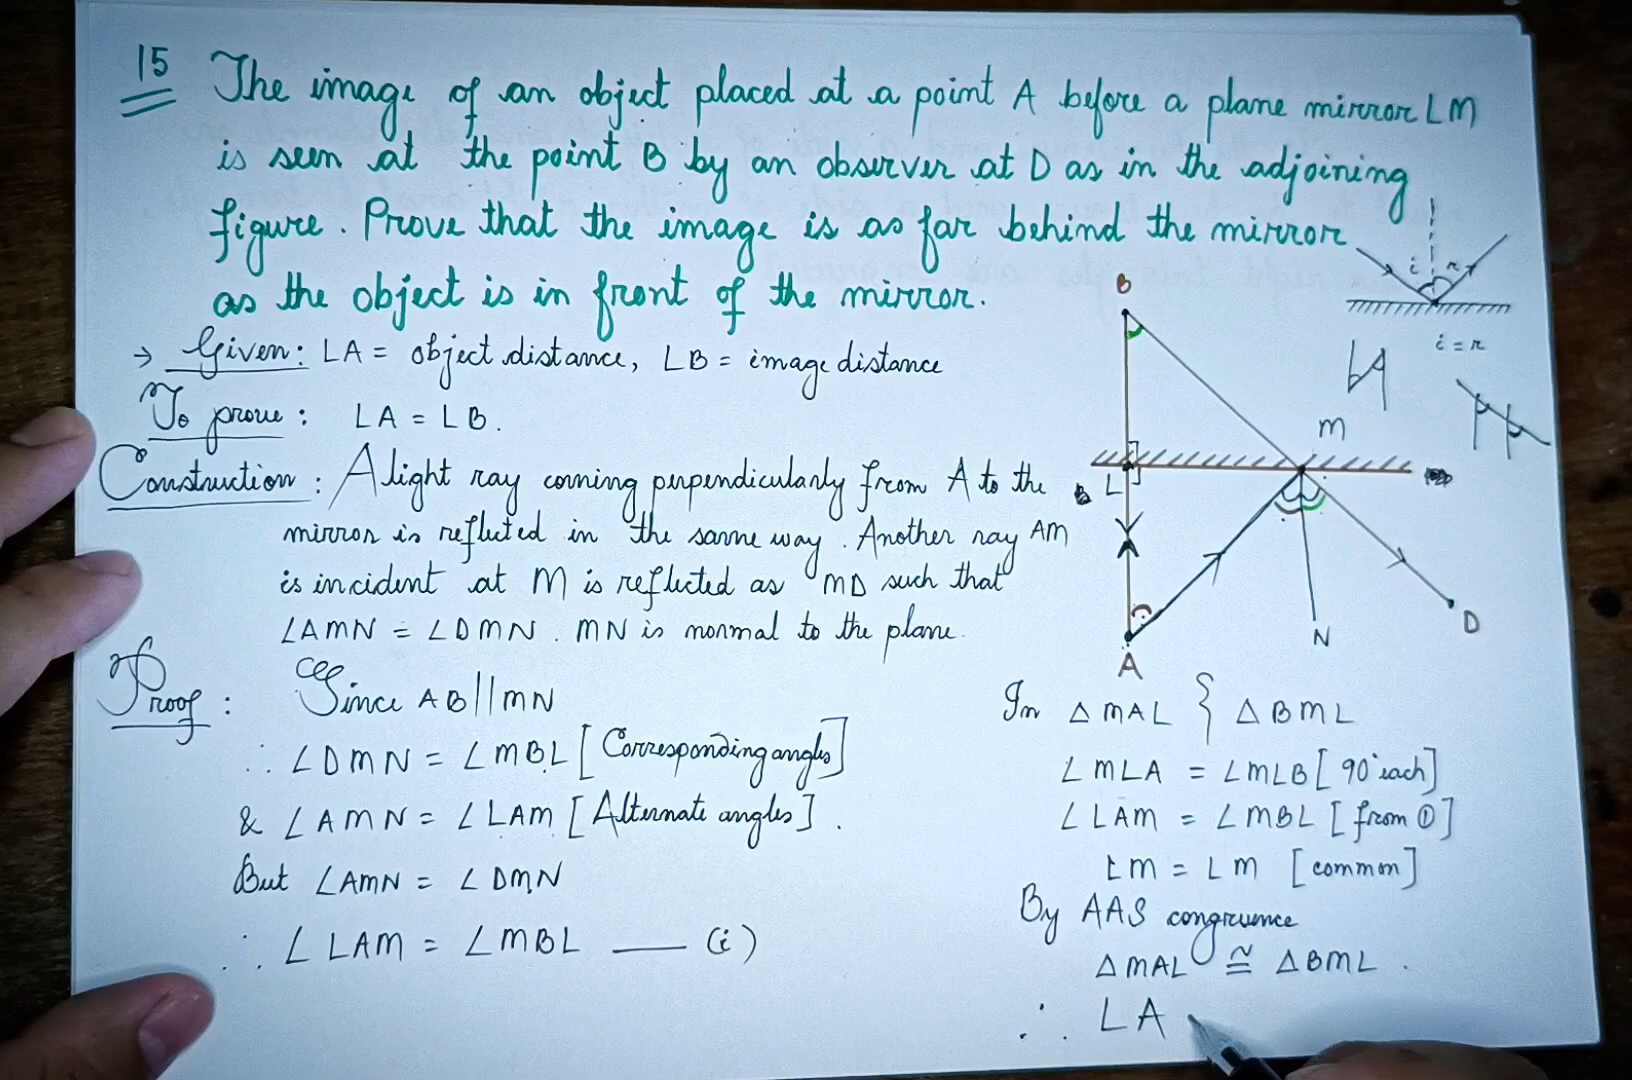 15 The image of an object placed at a point A before a plane mirror LM
is seen at the point B by an observer at D as in the adjoining
figure. Prove that the image is as far behind the mirror
as the object is in front of the mirror.
→ Given: LA = object distance, LB = image distance
To prove: LA = LB.
Construction: A light ray coming perpendicularly from A to the
mirror is reflected in the same way. Another ray AM
is incident at M is reflected as MD such that
∠AMN = ∠DMN. MN is normal to the plane.
Proof: Since AB||MN
∴ ∠DMN = ∠MBL [Corresponding angles]
& ∠AMN = ∠LAM [Alternate angles].
But ∠AMN = ∠DMN
∴ ∠LAM = ∠MBL —— (i)
i r
i = r
LA
B
M
L
N
D
A
In △MAL } △BML
∠MLA = ∠MLB [90° each]
∠LAM = ∠MBL [from ①]
LM = LM [common]
By AAS congruence
△MAL ≅ △BML.
∴ LA